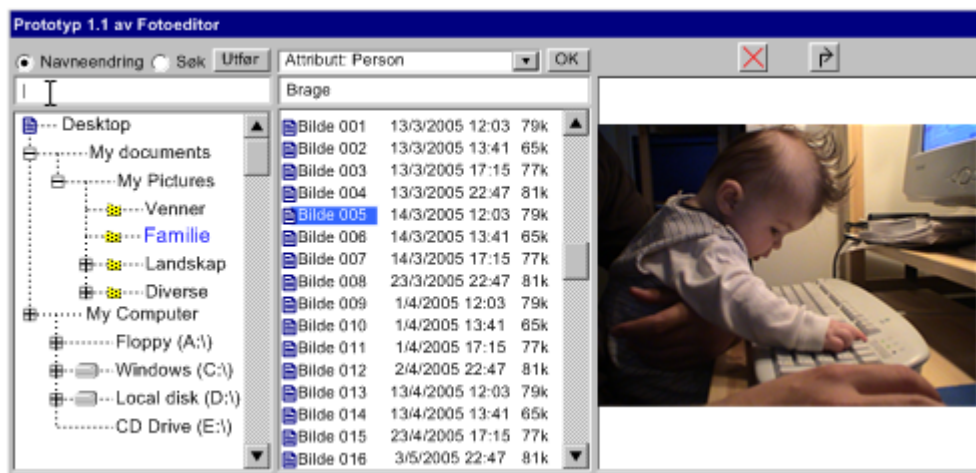 Prototyp 1.1 av Fotoeditor
Navneendring Søk Utfør
Attributt: Person OK
Brage
Desktop
My documents
My Pictures
Venner
Familie
Landskap
Diverse
My Computer
Floppy (A:\)
Windows (C:\)
Local disk (D:\)
CD Drive (E:\)
Bilde 001 13/3/2005 12:03 79k
Bilde 002 13/3/2005 13:41 65k
Bilde 003 13/3/2005 17:15 77k
Bilde 004 13/3/2005 22:47 81k
Bilde 005 14/3/2005 12:03 79k
Bilde 006 14/3/2005 13:41 65k
Bilde 007 14/3/2005 17:15 77k
Bilde 008 23/3/2005 22:47 81k
Bilde 009 1/4/2005 12:03 79k
Bilde 010 1/4/2005 13:41 65k
Bilde 011 1/4/2005 17:15 77k
Bilde 012 2/4/2005 22:47 81k
Bilde 013 13/4/2005 12:03 79k
Bilde 014 13/4/2005 13:41 65k
Bilde 015 23/4/2005 17:15 77k
Bilde 016 3/5/2005 22:47 81k